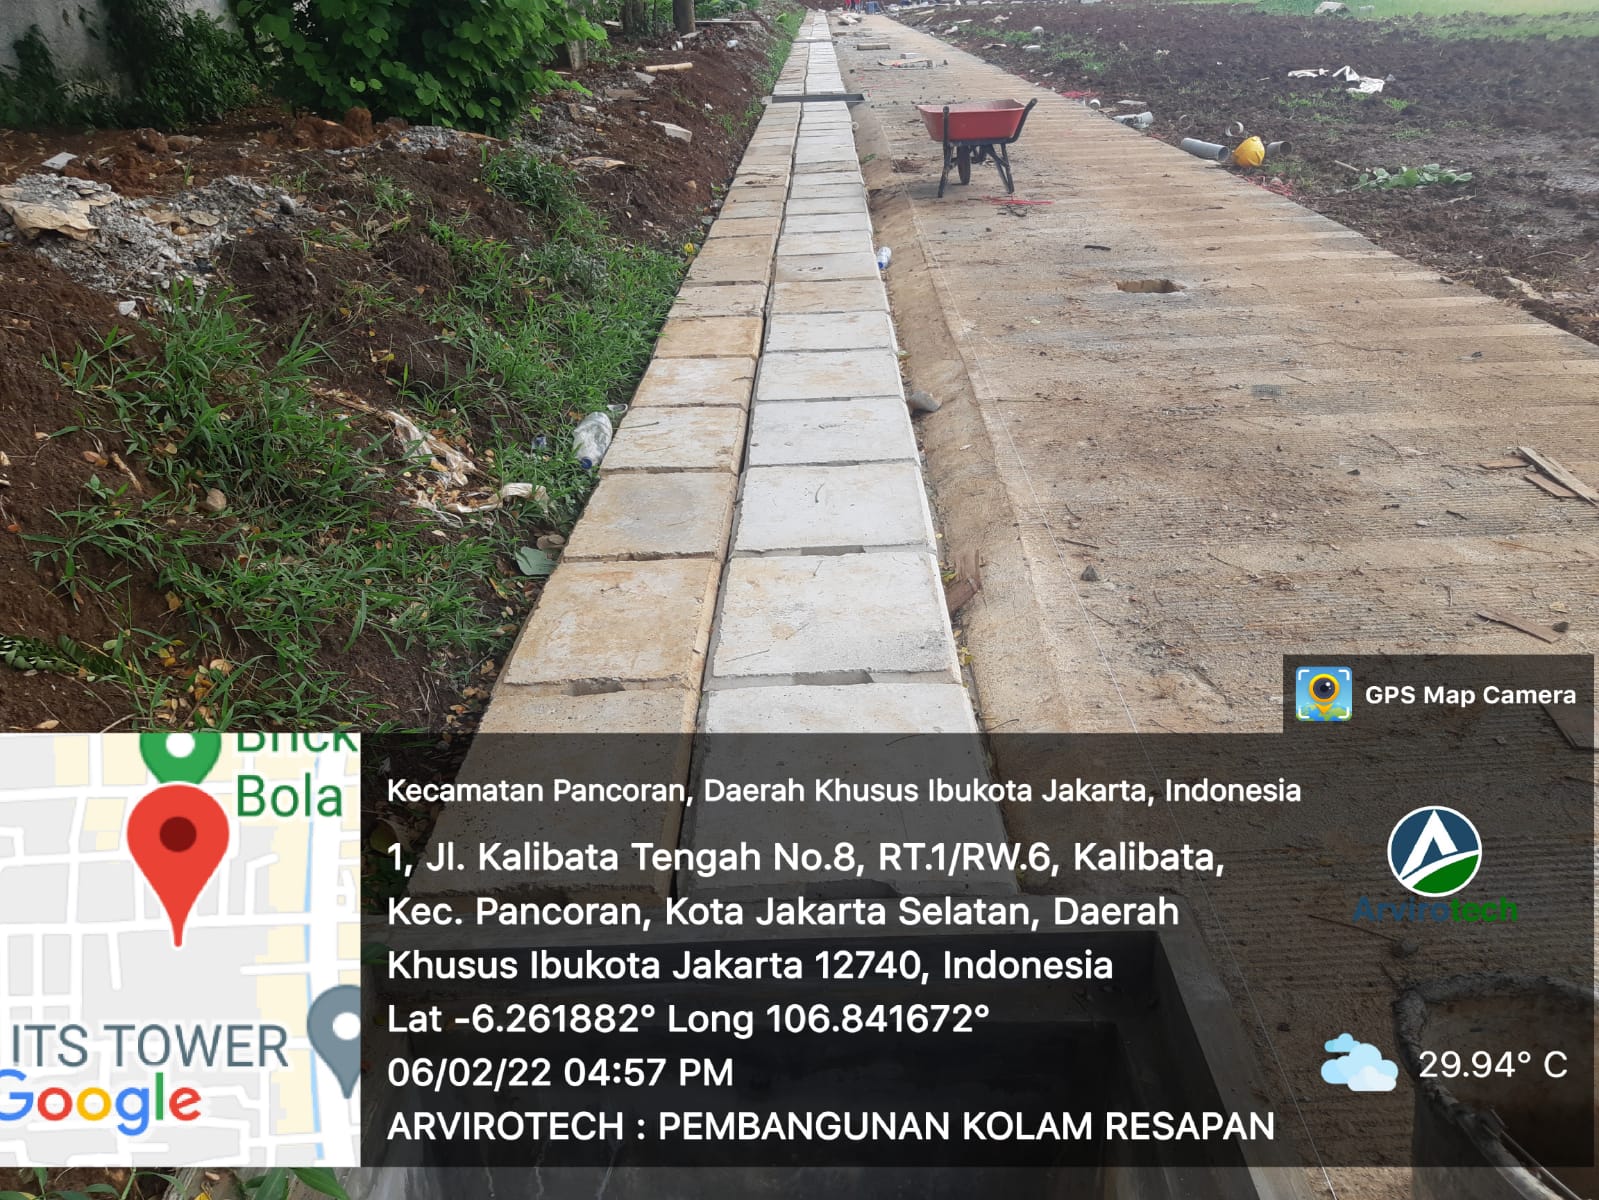 GPS Map Camera
Brick
Bola
ITS TOWER
Google
Kecamatan Pancoran, Daerah Khusus Ibukota Jakarta, Indonesia
1, Jl. Kalibata Tengah No.8, RT.1/RW.6, Kalibata,
Kec. Pancoran, Kota Jakarta Selatan, Daerah
Khusus Ibukota Jakarta 12740, Indonesia
Lat -6.261882° Long 106.841672°
06/02/22 04:57 PM
ARVIROTECH : PEMBANGUNAN KOLAM RESAPAN
Arvirotech
29.94° C